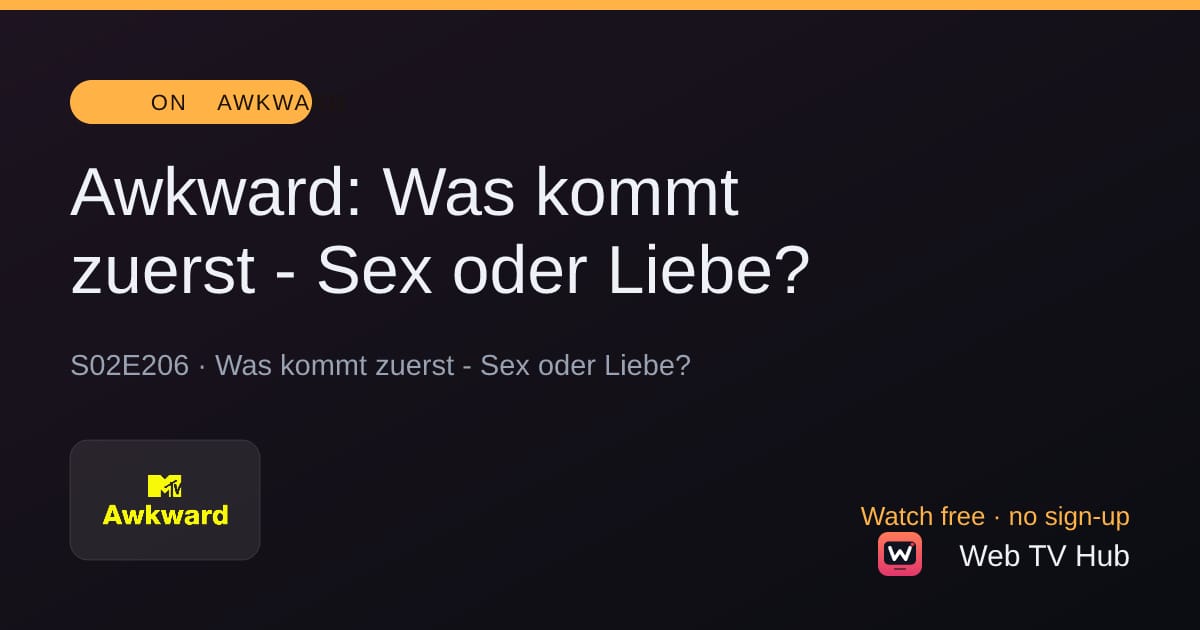 ON AWKWA
Awkward: Was kommt
zuerst - Sex oder Liebe?
S02E206 · Was kommt zuerst - Sex oder Liebe?
MTV
Awkward
Watch free · no sign-up
W
Web TV Hub